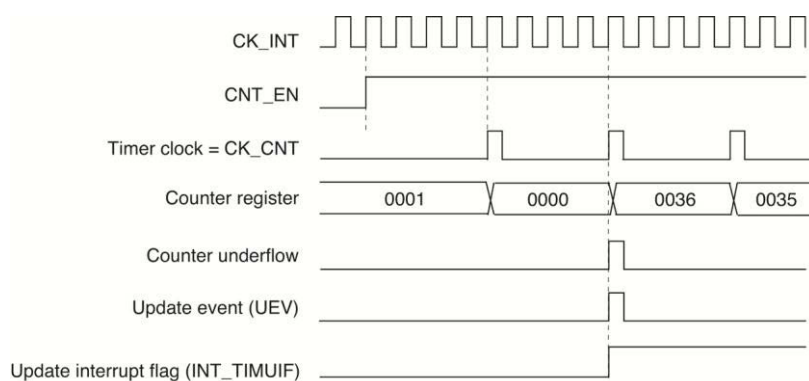 CK_INT
CNT_EN
Timer clock = CK_CNT
Counter register 0001 0000 0036 0035
Counter underflow
Update event (UEV)
Update interrupt flag (INT_TIMUIF)